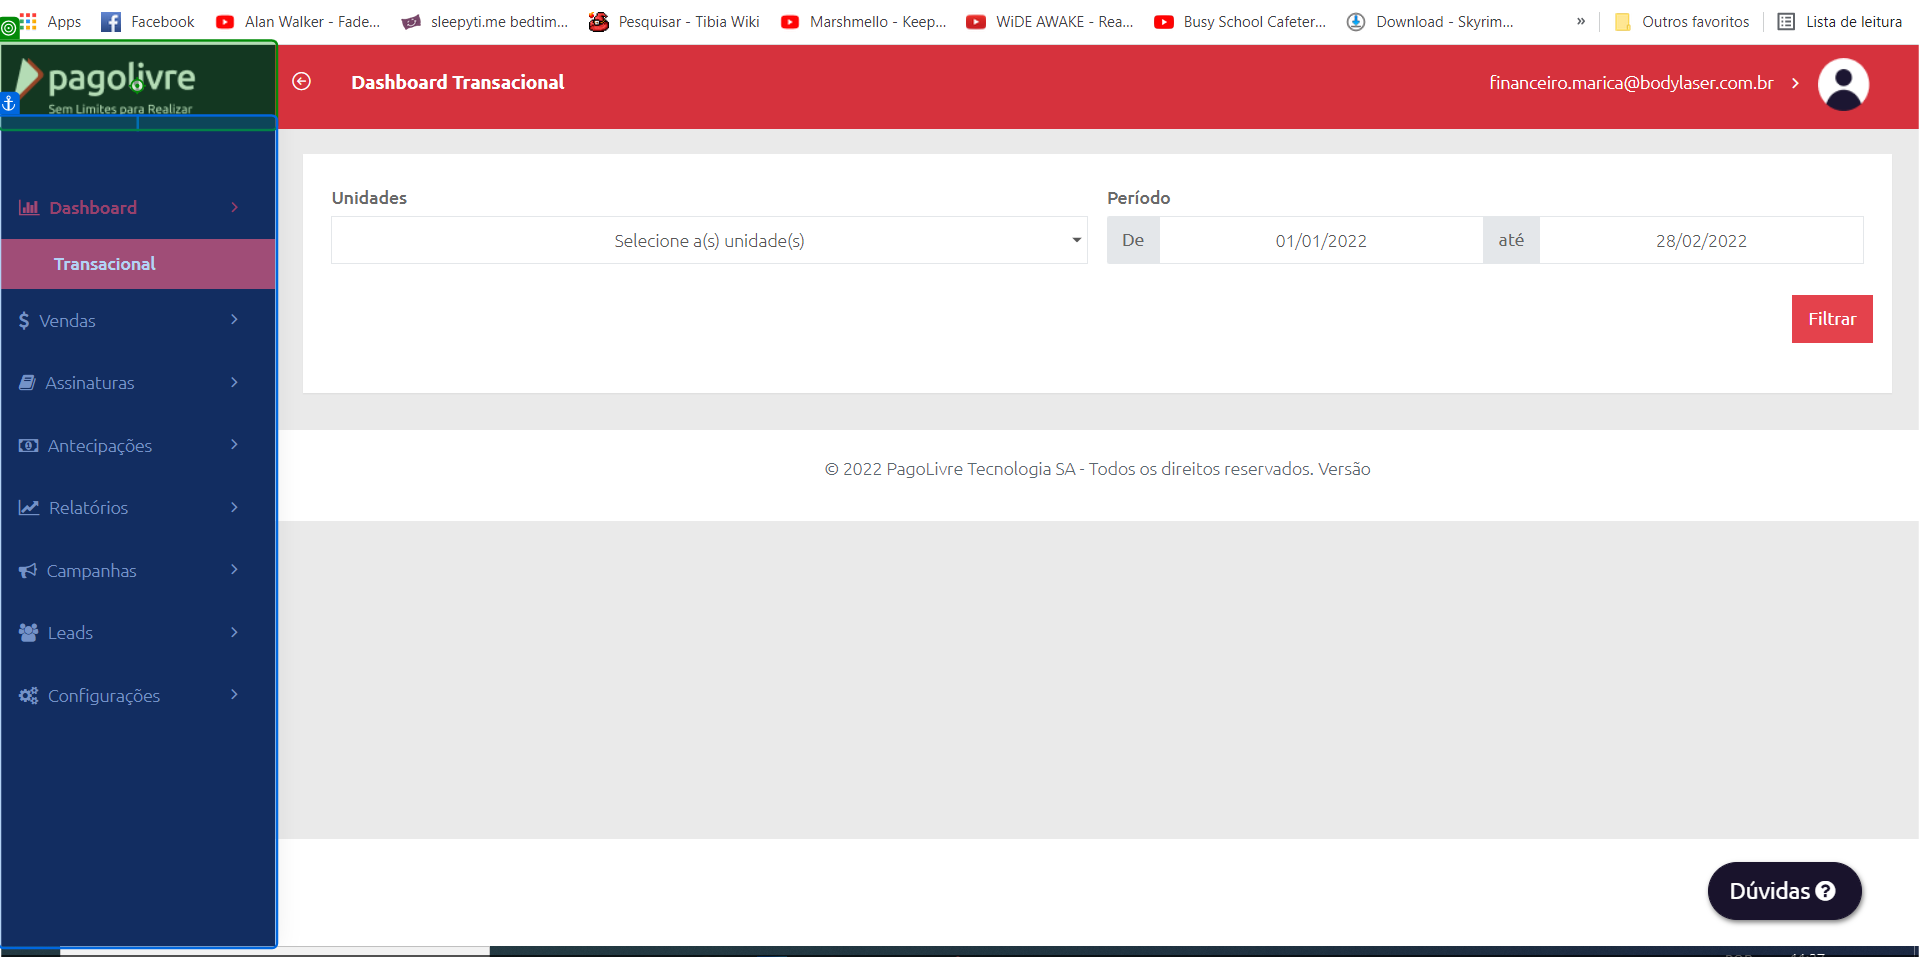 Apps Facebook Alan Walker - Fade... sleepyti.me bedtim... Pesquisar - Tibia Wiki Marshmello - Keep... WiDE AWAKE - Rea... Busy School Cafeter... Download - Skyrim... » Outros favoritos Lista de leitura
pagolivre
Sem Limites para Realizar
Dashboard Transacional
financeiro.marica@bodylaser.com.br
Dashboard
Transacional
$ Vendas
Assinaturas
Antecipações
Relatórios
Campanhas
Leads
Configurações
Unidades
Selecione a(s) unidade(s)
Período
De 01/01/2022 até 28/02/2022
Filtrar
© 2022 PagoLivre Tecnologia SA - Todos os direitos reservados. Versão
Dúvidas ?